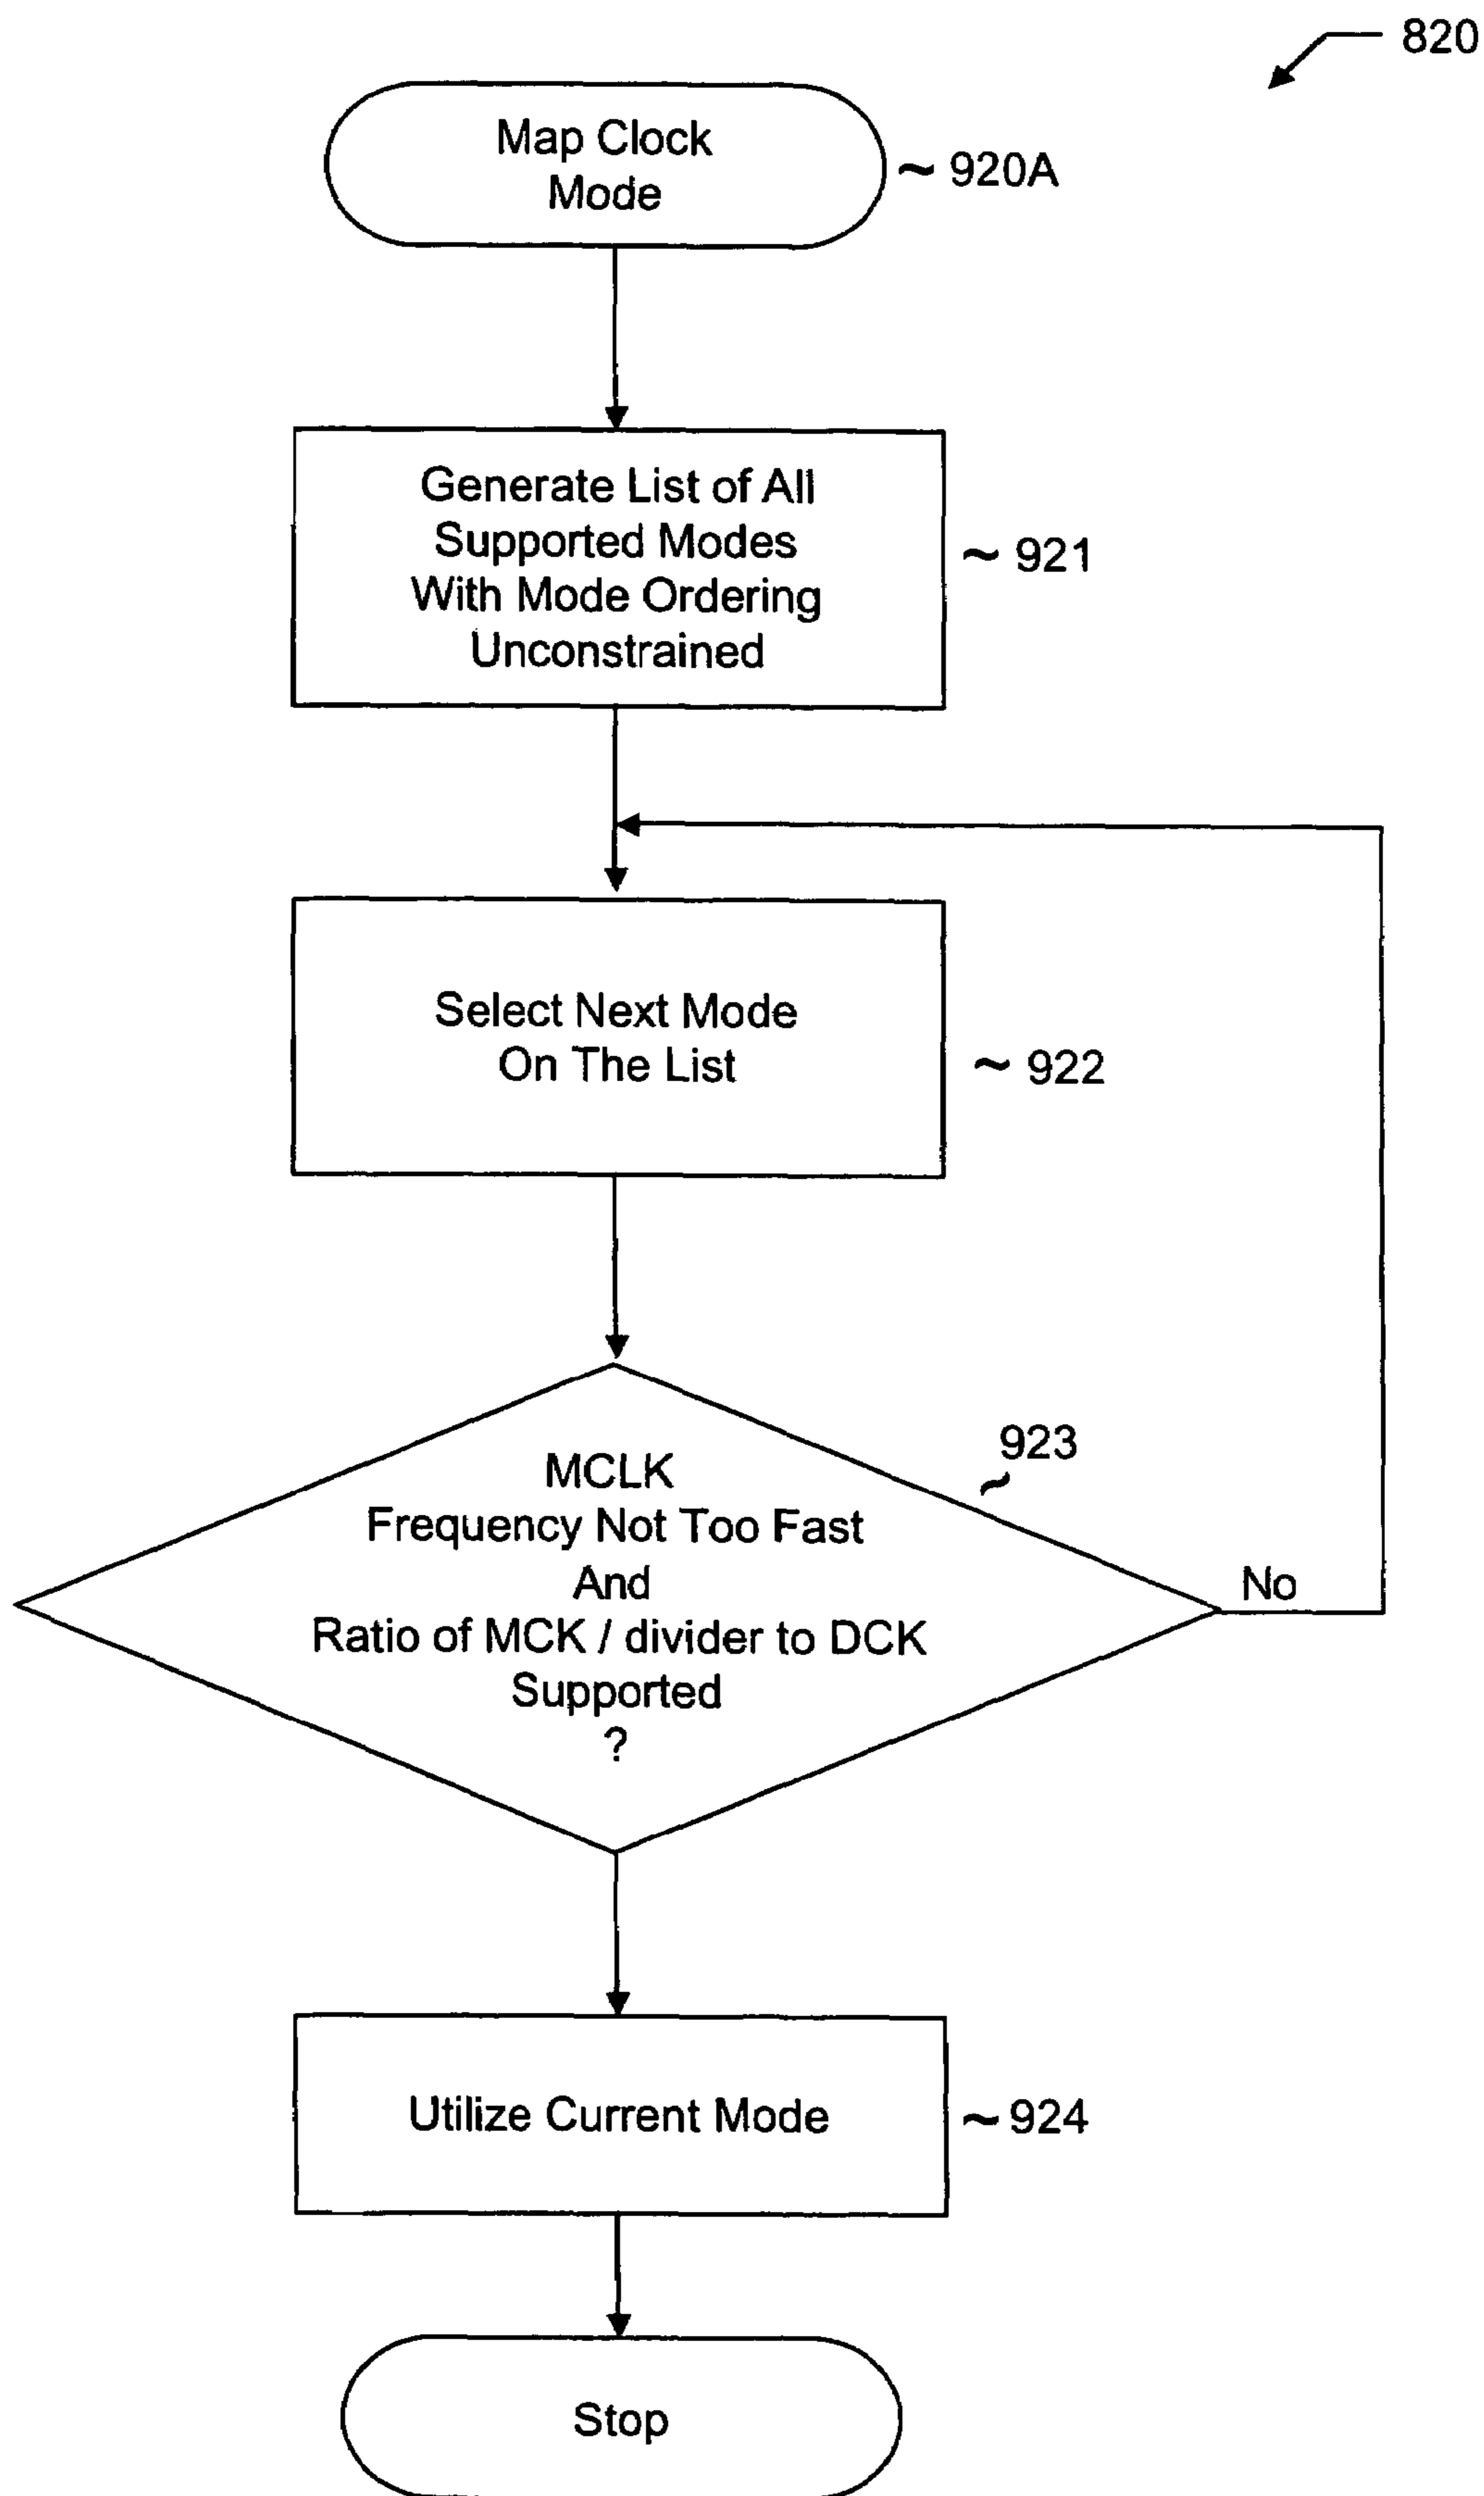 820
Map Clock
Mode
~ 920A
Generate List of All
Supported Modes
With Mode Ordering
Unconstrained
~ 921
Select Next Mode
On The List
~ 922
923
~
MCLK
Frequency Not Too Fast
And
Ratio of MCK / divider to DCK
Supported
?
No
Utilize Current Mode
~ 924
Stop